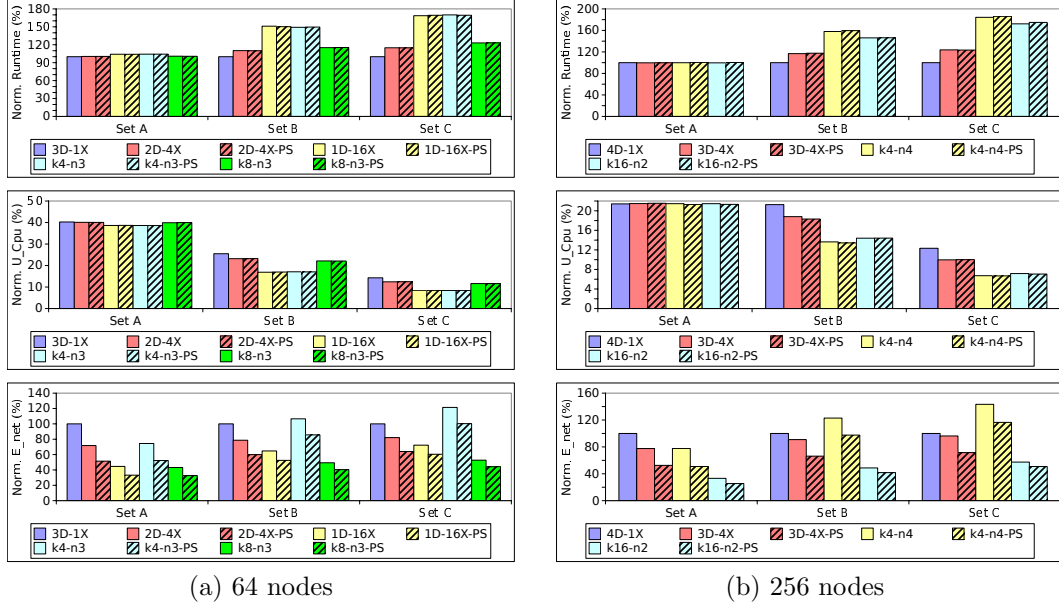 Norm. Runtime (%)
180
150
120
90
60
30
0
Set A Set B Set C
3D-1X 2D-4X 2D-4X-PS 1D-16X 1D-16X-PS
k4-n3 k4-n3-PS k8-n3 k8-n3-PS
Norm. U_Cpu (%)
50
40
30
20
10
0
Set A Set B Set C
3D-1X 2D-4X 2D-4X-PS 1D-16X 1D-16X-PS
k4-n3 k4-n3-PS k8-n3 k8-n3-PS
Norm. E_net (%)
140
120
100
80
60
40
20
0
Set A Set B Set C
3D-1X 2D-4X 2D-4X-PS 1D-16X 1D-16X-PS
k4-n3 k4-n3-PS k8-n3 k8-n3-PS
(a) 64 nodes
Norm. Runtime (%)
200
160
120
80
40
0
Set A Set B Set C
4D-1X 3D-4X 3D-4X-PS k4-n4 k4-n4-PS
k16-n2 k16-n2-PS
Norm. U_Cpu (%)
20
16
12
8
4
0
Set A Set B Set C
4D-1X 3D-4X 3D-4X-PS k4-n4 k4-n4-PS
k16-n2 k16-n2-PS
Norm. E_net (%)
160
120
80
40
0
Set A Set B Set C
4D-1X 3D-4X 3D-4X-PS k4-n4 k4-n4-PS
k16-n2 k16-n2-PS
(b) 256 nodes